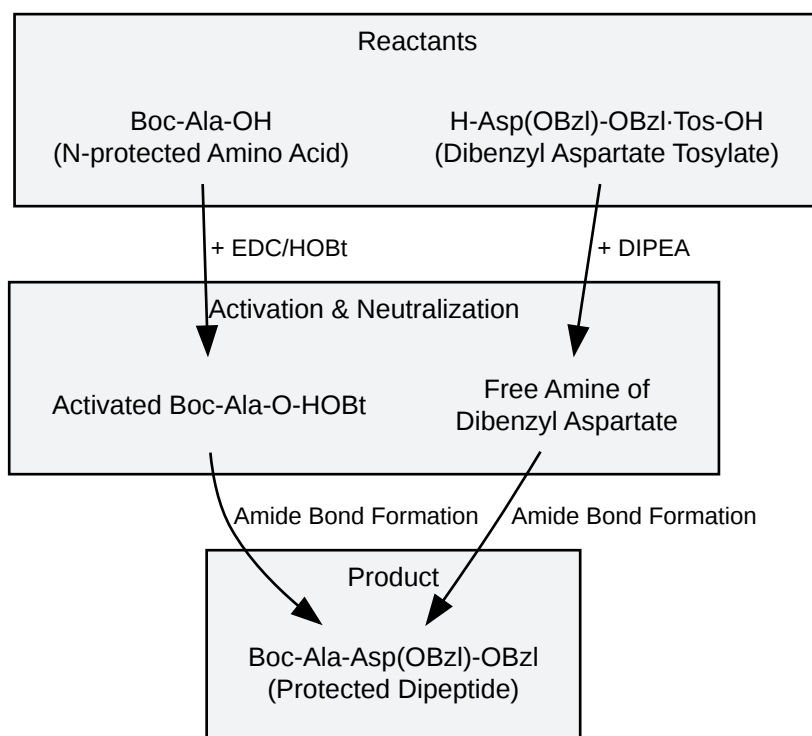 Reactants
Boc-Ala-OH
(N-protected Amino Acid)
H-Asp(OBzl)-OBzl·Tos-OH
(Dibenzyl Aspartate Tosylate)
+ EDC/HOBt
+ DIPEA
Activation & Neutralization
Activated Boc-Ala-O-HOBt
Free Amine of
Dibenzyl Aspartate
Amide Bond Formation
Amide Bond Formation
Product
Boc-Ala-Asp(OBzl)-OBzl
(Protected Dipeptide)